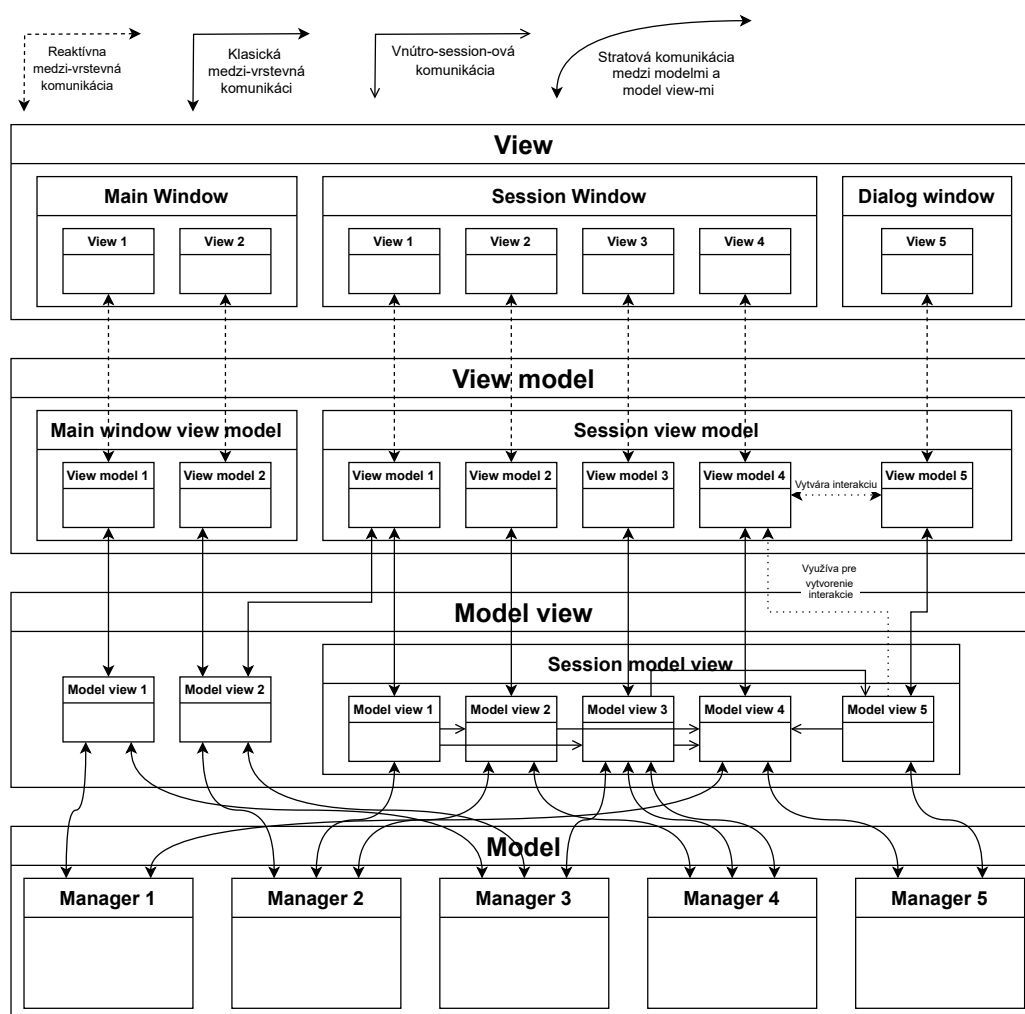 Reaktívna
medzi-vrstevná
komunikácia
Klasická
medzi-vrstevná
komunikáci
Vnútro-session-ová
komunikácia
Stratová komunikácia
medzi modelmi a
model view-mi
View
Main Window
Session Window
Dialog window
View 1
View 2
View 1
View 2
View 3
View 4
View 5
View model
Main window view model
Session view model
View model 1
View model 2
View model 1
View model 2
View model 3
View model 4
View model 5
Vytvára interakciu
Využíva pre
vytvorenie
interakcie
Model view
Session model view
Model view 1
Model view 2
Model view 1
Model view 2
Model view 3
Model view 4
Model view 5
Model
Manager 1
Manager 2
Manager 3
Manager 4
Manager 5